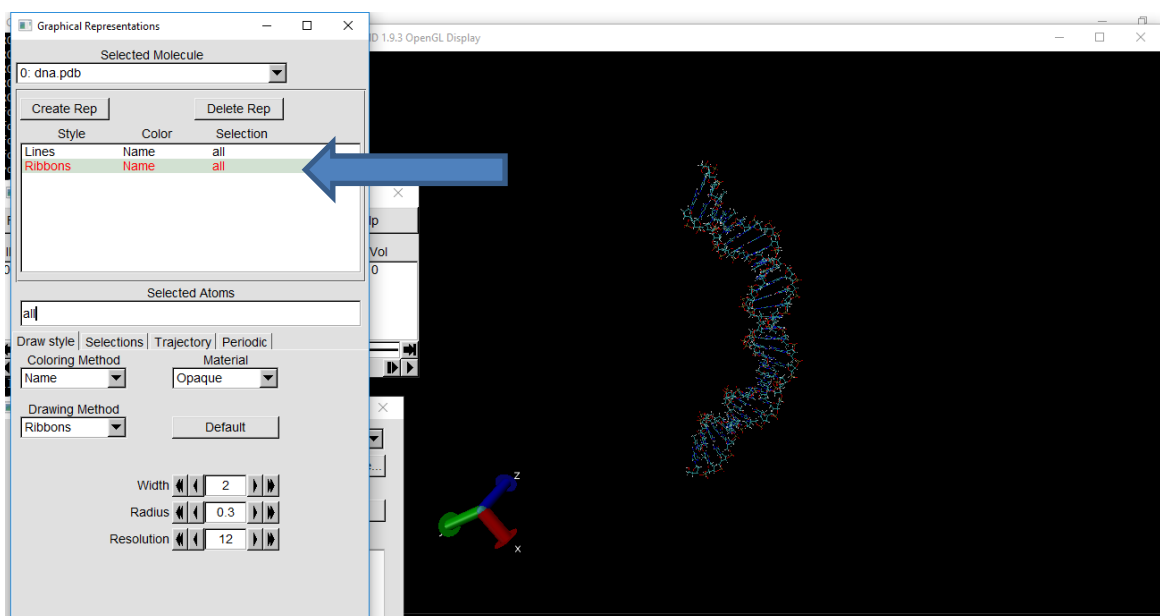 Graphical Representations
ID 1.9.3 OpenGL Display
Selected Molecule
0: dna.pdb
Create Rep Delete Rep
Style Color Selection
Lines Name all
Ribbons Name all
lp
Vol
0
Selected Atoms
all
Draw style Selections Trajectory Periodic
Coloring Method Material
Name Opaque
Drawing Method
Ribbons Default
e...
Width 2
Radius 0.3
Resolution 12
Z
X